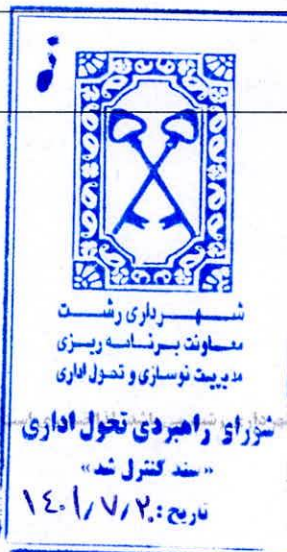 شهرداری رشت
معاونت برنامه ریزی
مدیریت نوسازی و تحول اداری
شورای راهبردی تحول اداری
«سند کنترل شد»
تاریخ: ۱۴۰۱/۷/۲۰